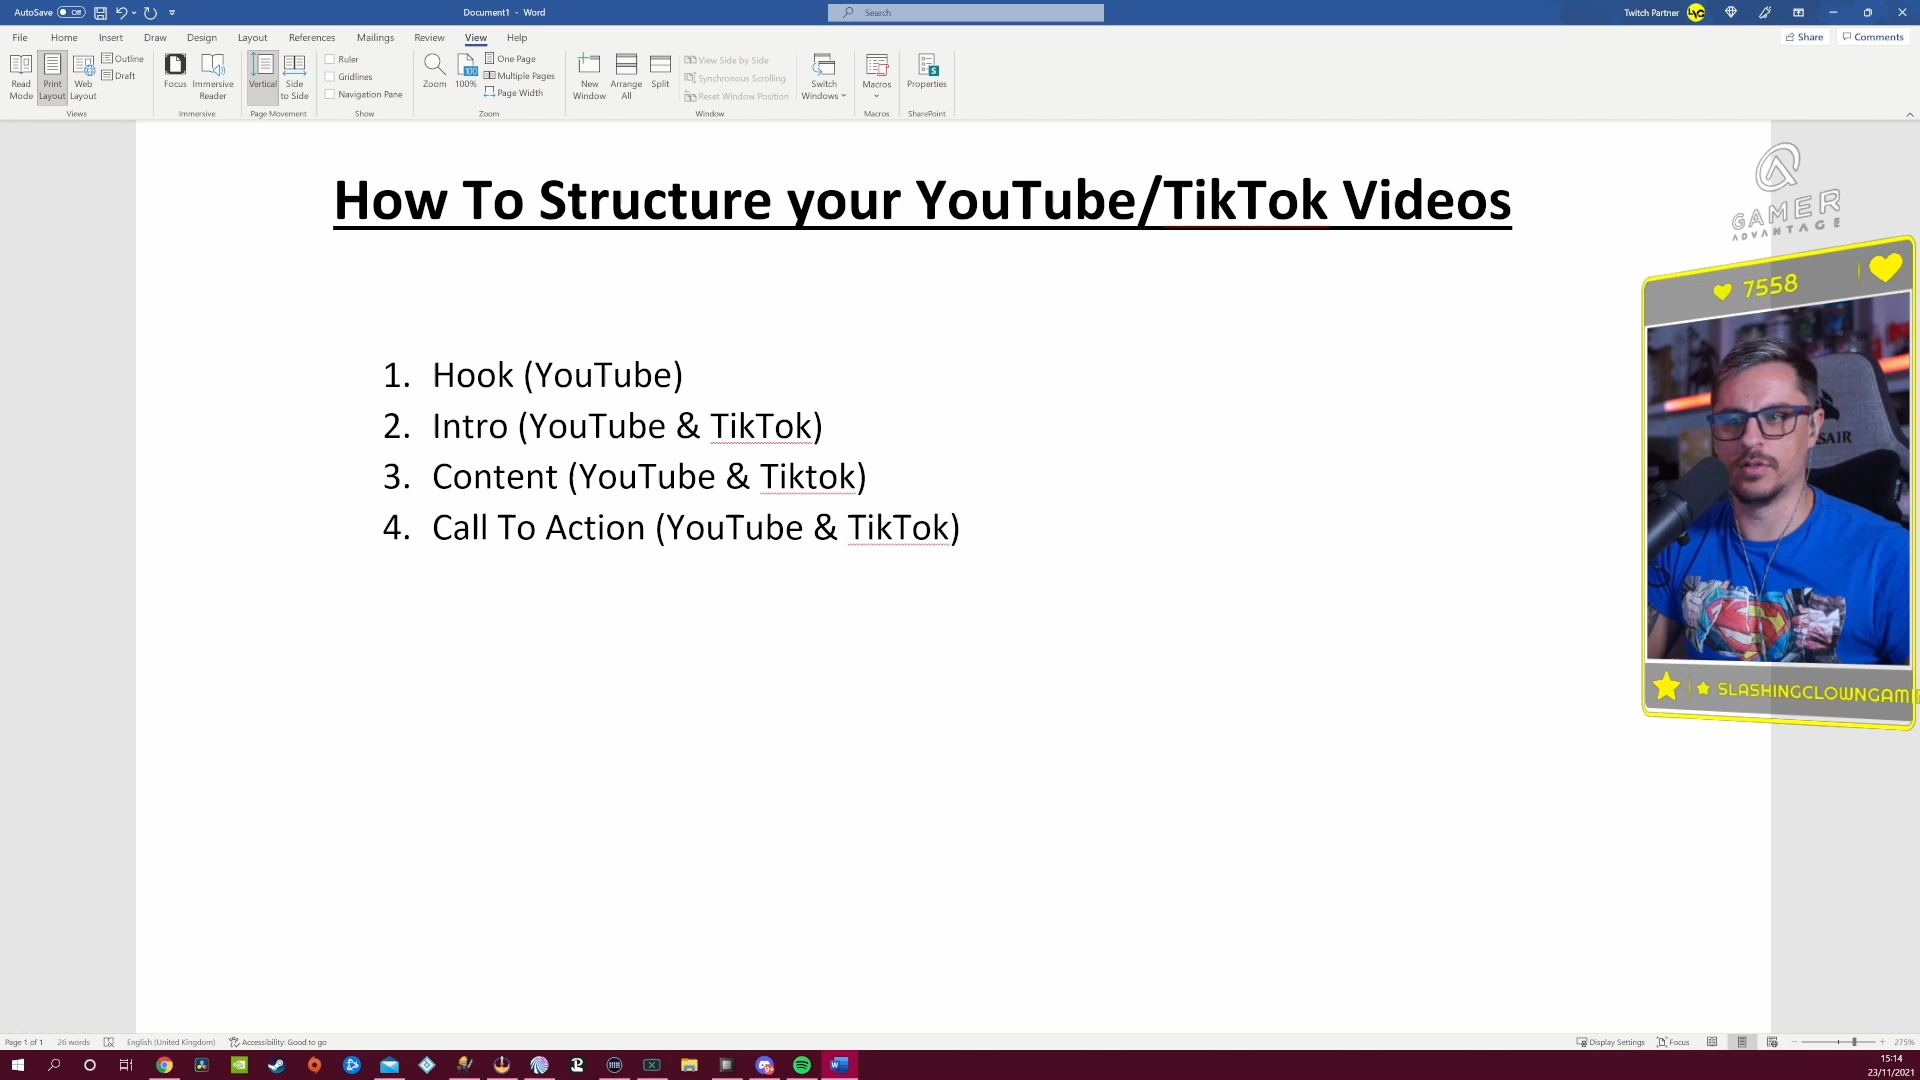 AutoSave Off Document1 - Word Search Twitch Partner
File Home Insert Draw Design Layout References Mailings Review View Help Share Comments
Read Mode
Print Layout
Web Layout
Outline
Draft
Views
Focus
Immersive Reader
Immersive
Vertical
Side to Side
Page Movement
Ruler
Gridlines
Navigation Pane
Show
Zoom
100
100%
One Page
Multiple Pages
Page Width
Zoom
New Window
Arrange All
Split
View Side by Side
Synchronous Scrolling
Reset Window Position
Window
Switch Windows
Macros
Macros
Properties
SharePoint
How To Structure your YouTube/TikTok Videos
1. Hook (YouTube)
2. Intro (YouTube & TikTok)
3. Content (YouTube & Tiktok)
4. Call To Action (YouTube & TikTok)
GAMER
ADVANTAGE
7558
SLASHINGCLOWNGAMI
Page 1 of 1 26 words English (United Kingdom) Accessibility: Good to go Display Settings Focus 275%
15:14
23/11/2021